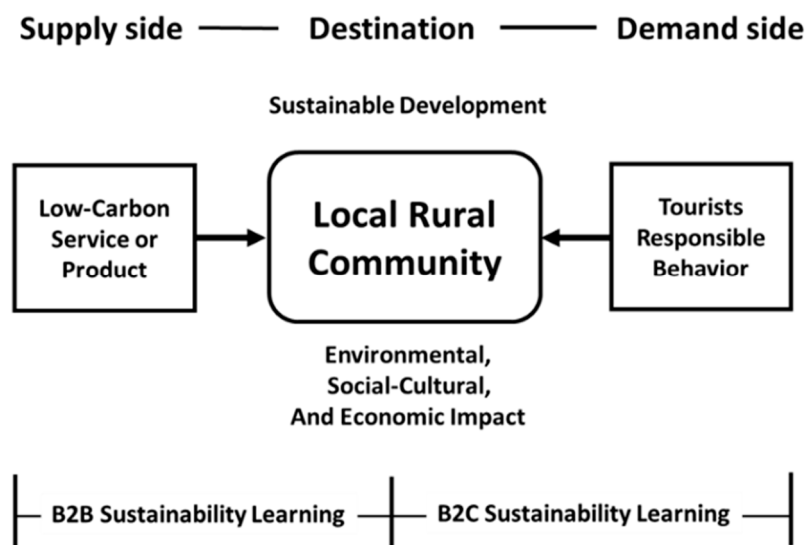 Supply side
Destination
Demand side
Sustainable Development
Low-Carbon
Service or
Product
Local Rural
Community
Tourists
Responsible
Behavior
Environmental,
Social-Cultural,
And Economic Impact
B2B Sustainability Learning
B2C Sustainability Learning